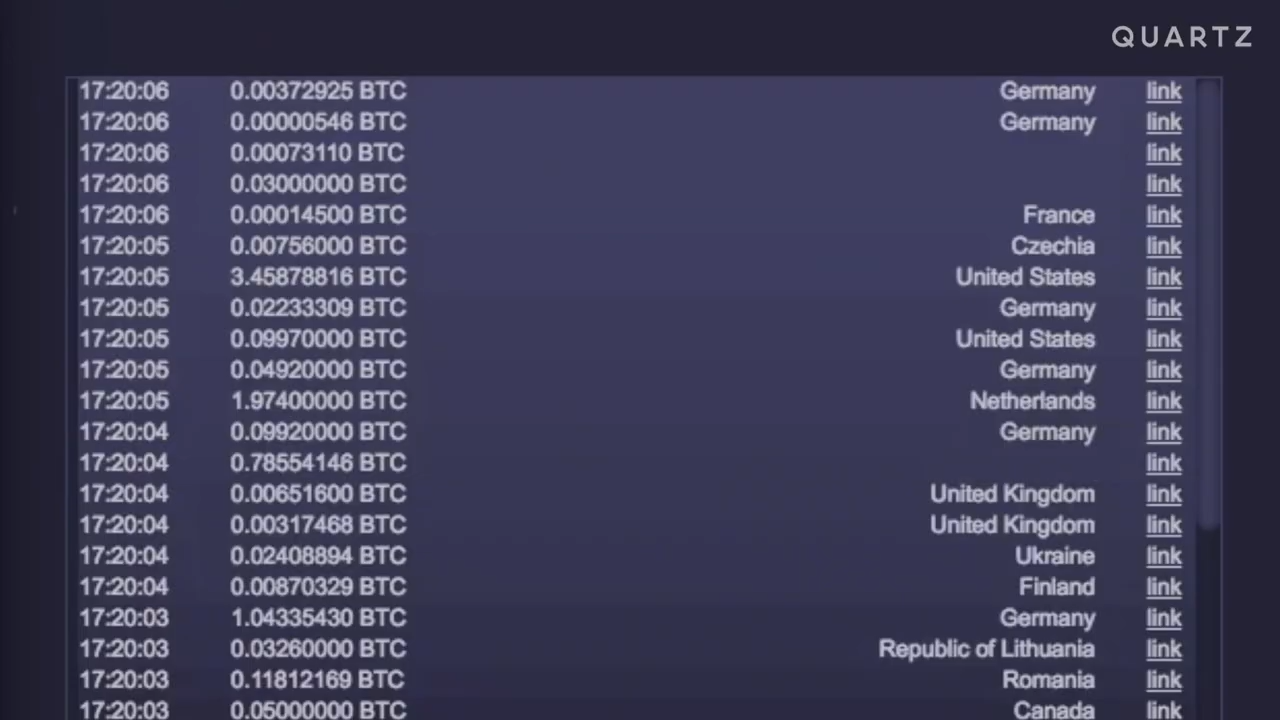 QUARTZ
17:20:06 0.00372925 BTC Germany link
17:20:06 0.00000546 BTC Germany link
17:20:06 0.00073110 BTC link
17:20:06 0.03000000 BTC link
17:20:06 0.00014500 BTC France link
17:20:05 0.00756000 BTC Czechia link
17:20:05 3.45878816 BTC United States link
17:20:05 0.02233309 BTC Germany link
17:20:05 0.09970000 BTC United States link
17:20:05 0.04920000 BTC Germany link
17:20:05 1.97400000 BTC Netherlands link
17:20:04 0.09920000 BTC Germany link
17:20:04 0.78554146 BTC link
17:20:04 0.00651600 BTC United Kingdom link
17:20:04 0.00317468 BTC United Kingdom link
17:20:04 0.02408894 BTC Ukraine link
17:20:04 0.00870329 BTC Finland link
17:20:03 1.04335430 BTC Germany link
17:20:03 0.03260000 BTC Republic of Lithuania link
17:20:03 0.11812169 BTC Romania link
17:20:03 0.05000000 BTC Canada link